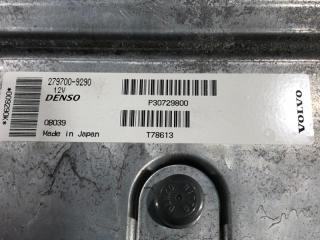 279700-9290
12V
DENSO
08039
Made in Japan
P30729800
T78613
VOLVO